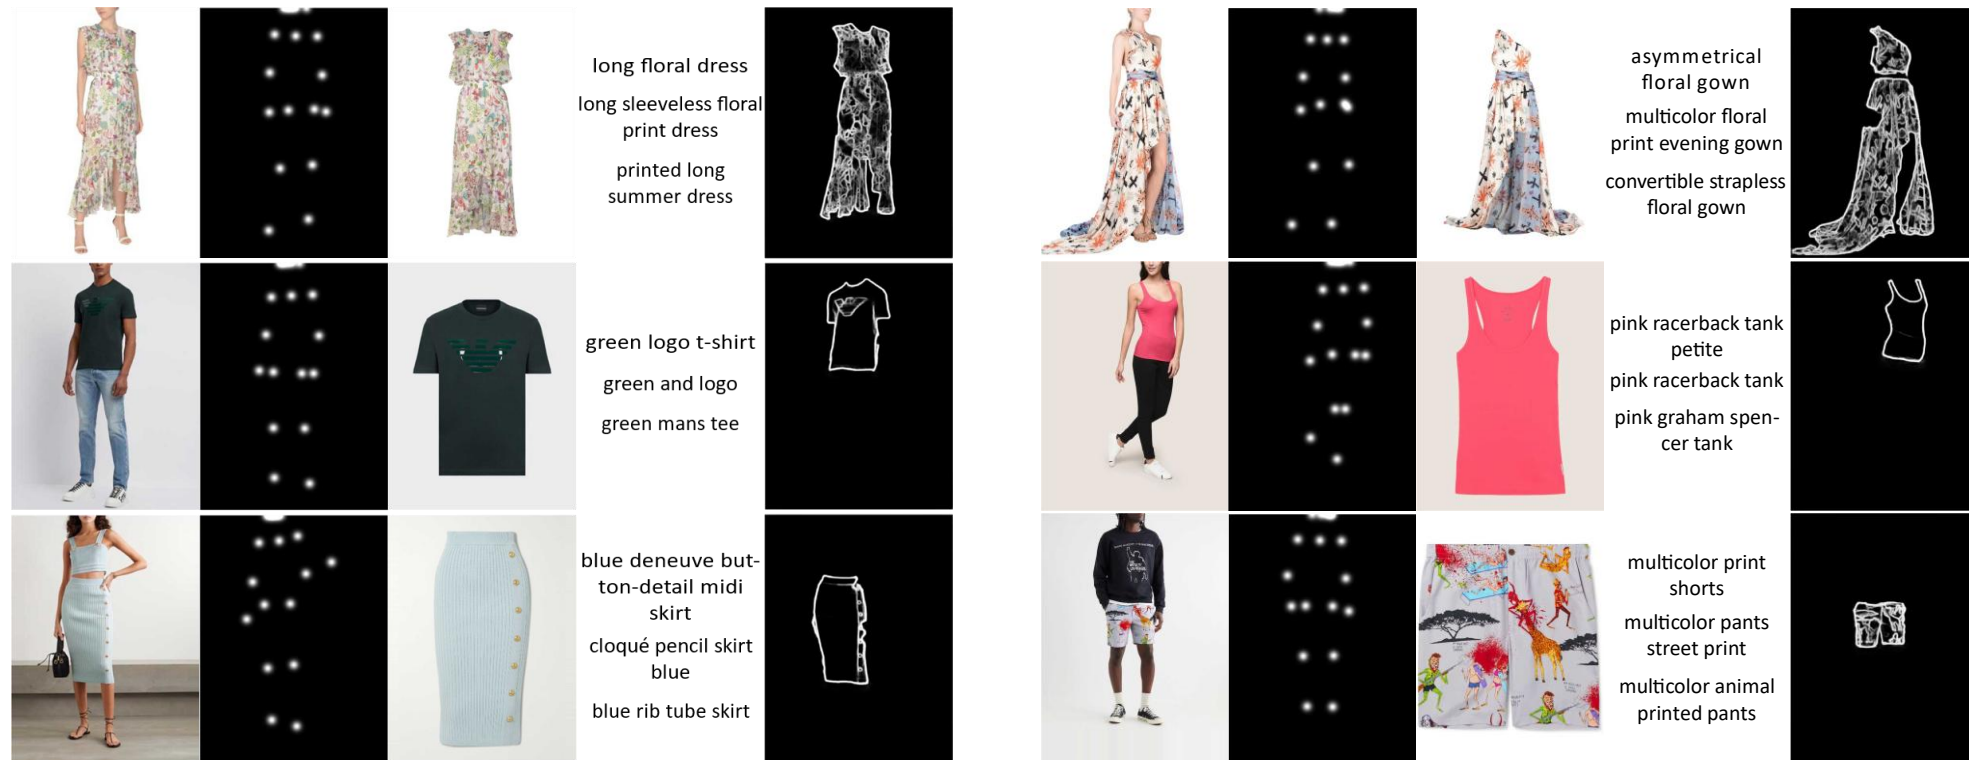 long floral dress
long sleeveless floral
print dress
printed long
summer dress
asymmetrical
floral gown
multicolor floral
print evening gown
convertible strapless
floral gown
green logo t-shirt
green and logo
green mans tee
pink racerback tank
petite
pink racerback tank
pink graham spen-
cer tank
blue deneuve but-
ton-detail midi
skirt
cloqué pencil skirt
blue
blue rib tube skirt
multicolor print
shorts
multicolor pants
street print
multicolor animal
printed pants